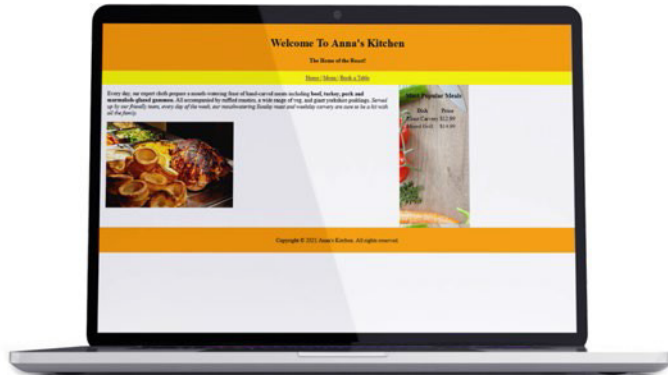 Welcome To Anna's Kitchen
The Home of the Roast!
Home | Menu | Book a Table
Every day, our expert chefs prepare a mouth-watering feast of hand-carved meats including beef, turkey, pork and
marmalade-glazed gammon. All accompanied by ruffled roasties, a wide range of veg, and giant yorkshire puddings. Served
up by our friendly team, every day of the week, our mouthwatering Sunday roast and weekday carvery are sure to be a hit with
all the family.
Most Popular Meals
Dish Price
Carvery $12.99
Mixed Grill
Copyright © 2021 Anna's Kitchen. All rights reserved.